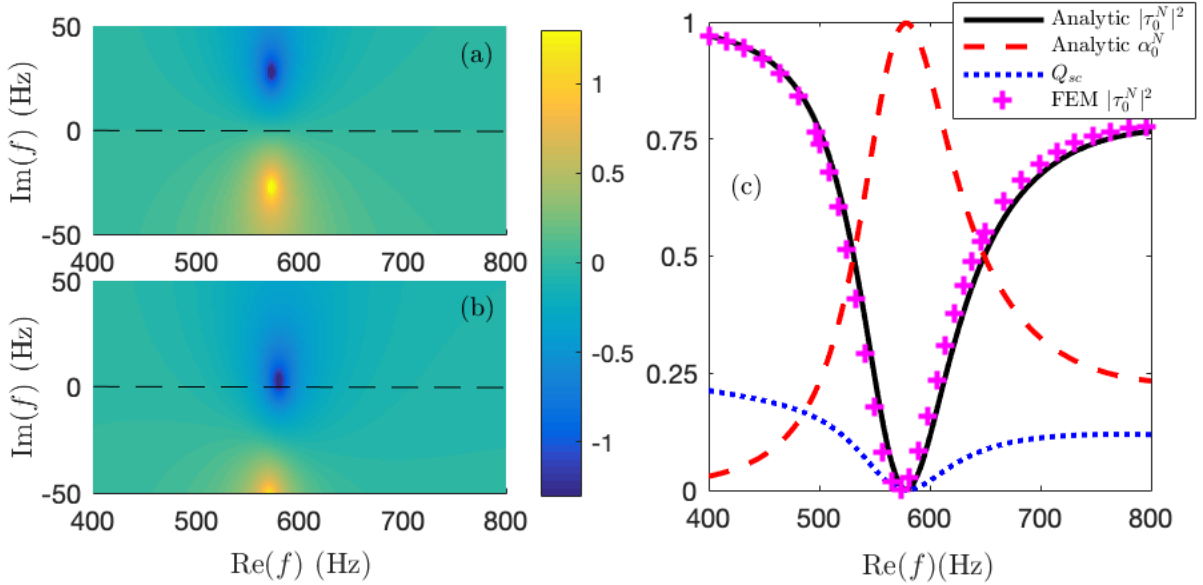 50
0
-50
Im(f) (Hz)
(a)
400 500 600 700 800
50
0
-50
Im(f) (Hz)
(b)
400 500 600 700 800
Re(f) (Hz)
1
0.5
0
-0.5
-1
1
0.75
0.5
0.25
0
(c)
400 500 600 700 800
Re(f)(Hz)
Analytic |τ₀ᴺ|²
Analytic α₀ᴺ
Qsc
FEM |τ₀ᴺ|²